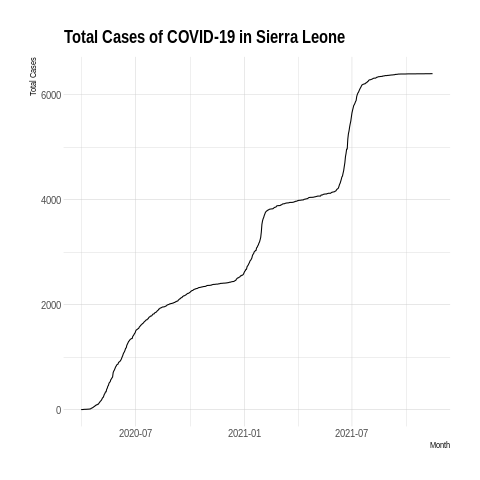 Total Cases of COVID-19 in Sierra Leone
Total Cases
6000
4000
2000
0
2020-07
2021-01
2021-07
Month